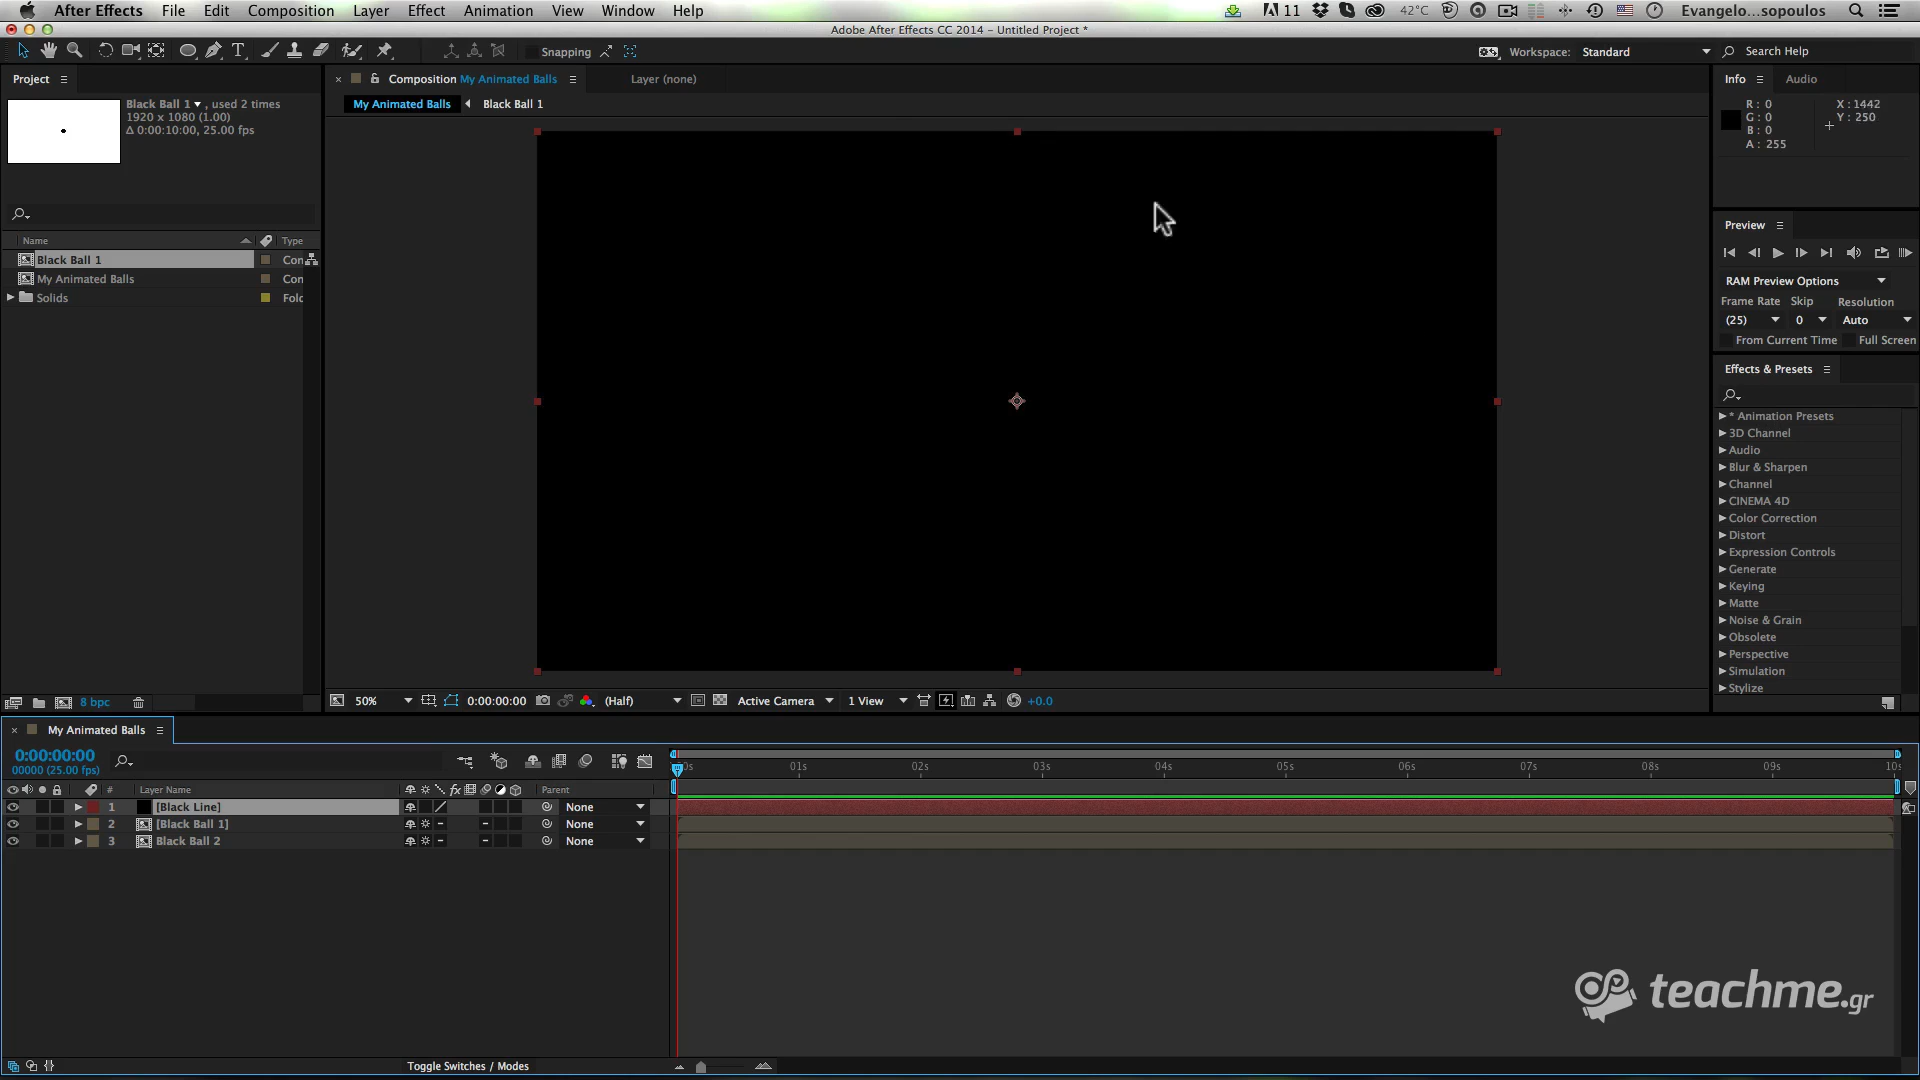 After Effects File Edit Composition Layer Effect Animation View Window Help 11 42°C Evangelo...sopoulos
Adobe After Effects CC 2014 - Untitled Project *
Snapping Workspace: Standard Search Help
Project Composition My Animated Balls Layer (none) Info Audio
My Animated Balls Black Ball 1
Black Ball 1 , used 2 times
1920 x 1080 (1.00)
Δ 0:00:10:00, 25.00 fps
R : 0 X : 1442
G : 0 Y : 250
B : 0
A : 255
Preview
RAM Preview Options
Frame Rate Skip Resolution
(25) 0 Auto
From Current Time Full Screen
Name Type
Black Ball 1 Con
My Animated Balls Con
Solids Fold
Effects & Presets
* Animation Presets
3D Channel
Audio
Blur & Sharpen
Channel
CINEMA 4D
Color Correction
Distort
Expression Controls
Generate
Keying
Matte
Noise & Grain
Obsolete
Perspective
Simulation
Stylize
8 bpc 50% 0:00:00:00 (Half) Active Camera 1 View +0.0
My Animated Balls
0:00:00:00
00000 (25.00 fps)
00s 01s 02s 03s 04s 05s 06s 07s 08s 09s 10s
# Layer Name fx Parent
1 [Black Line] None
2 [Black Ball 1] None
3 Black Ball 2 None
teachme.gr
Toggle Switches / Modes